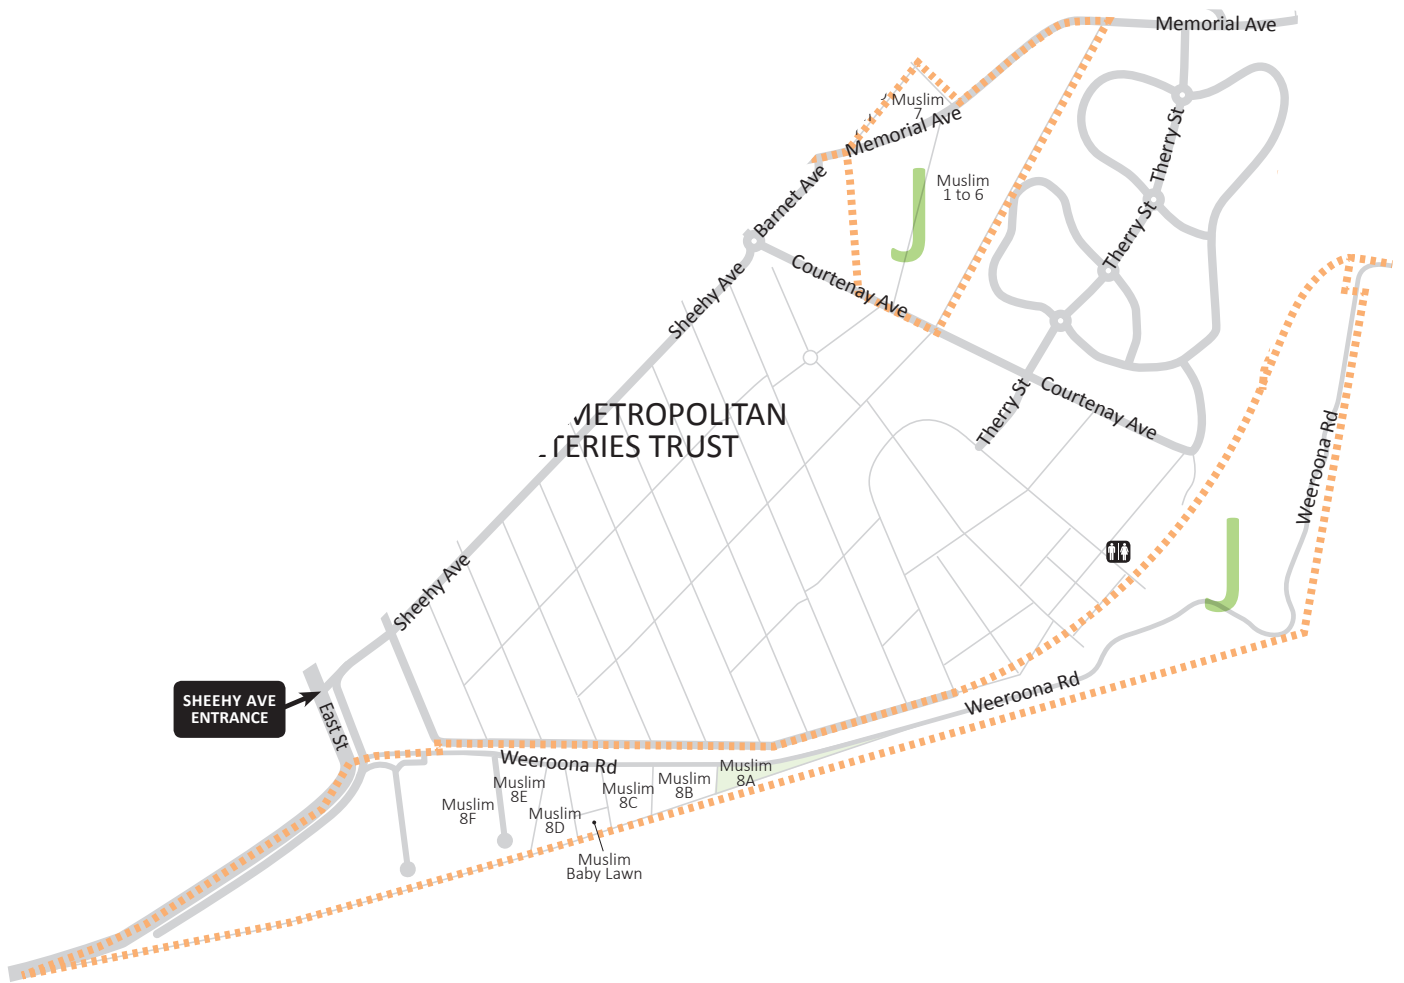 Memorial Ave
Muslim
7
Memorial Ave
Therry St
Muslim
1 to 6
Barnet Ave
Therry St
Courtenay Ave
Sheehy Ave
Therry St
Courtenay Ave
METROPOLITAN
TERIES TRUST
Weeroona Rd
Sheehy Ave
SHEEHY AVE
ENTRANCE
East St
Weeroona Rd
Weeroona Rd
Muslim
8A
Muslim
8B
Muslim
8C
Muslim
8E
Muslim
8F
Muslim
8D
Muslim
Baby Lawn
J
J